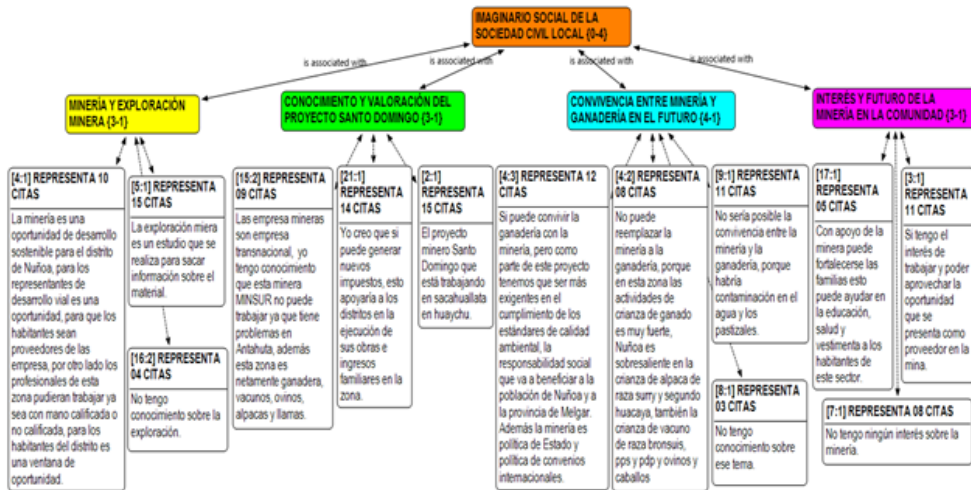 IMAGINARIO SOCIAL DE LA
SOCIEDAD CIVIL LOCAL {0-4}
is associated with
is associated with
is associated with
is associated with
MINERÍA Y EXPLORACIÓN
MINERA {3-1}
CONOCIMIENTO Y VALORACIÓN DEL
PROYECTO SANTO DOMINGO {3-1}
CONVIVENCIA ENTRE MINERÍA Y
GANADERÍA EN EL FUTURO {4-1}
INTERÉS Y FUTURO DE LA
MINERÍA EN LA COMUNIDAD {3-1}
[4:1] REPRESENTA 10
CITAS
La minería es una
oportunidad de desarrollo
sostenible para el distrito
de Nuñoa, para los
representantes de
desarrollo vial es una
oportunidad, para que los
habitantes sean
proveedores de las
empresa, por otro lado los
profesionales de esta
zona pudieran trabajar ya
sea con mano calificada o
no calificada, para los
habitantes del distrito es
una ventana de
oportunidad.
[5:1] REPRESENTA
15 CITAS
La exploración miera
es un estudio que se
realiza para sacar
información sobre el
material.
[16:2] REPRESENTA
04 CITAS
No tengo
conocimiento sobre la
exploración.
[15:2] REPRESENTA
09 CITAS
Las empresa mineras
son empresa
transnacional, yo
tengo conocimiento
que esta minera
MINSUR no puede
trabajar ya que tiene
problemas en
Antahuta, además
esta zona es
netamente ganadera,
vacunos, ovinos,
alpacas y llamas.
[21:1]
REPRESENTA
14 CITAS
Yo creo que si
puede generar
nuevos
impuestos, esto
apoyaría a los
distritos en la
ejecución de
sus obras e
ingresos
familiares en la
zona.
[2:1]
REPRESENTA
15 CITAS
El proyecto
minero Santo
Domingo que
está trabajando
en sacahuallata
en huaychu.
[4:3] REPRESENTA 12
CITAS
Si puede convivir la
ganadería con la
minería, pero como
parte de este proyecto
tenemos que ser más
exigentes en el
cumplimiento de los
estándares de calidad
ambiental, la
responsabilidad social
que va a beneficiar a la
población de Nuñoa y a
la provincia de Melgar.
Además la minería es
política de Estado y
política de convenios
internacionales.
[4:2] REPRESENTA
08 CITAS
No puede
reemplazar la
minería a la
ganadería, porque
en esta zona las
actividades de
crianza de ganado
es muy fuerte,
Nuñoa es
sobresaliente en la
crianza de alpaca de
raza surry y segundo
huacaya, también la
crianza de vacuno
de raza bronsuis,
pps y pdp y ovinos y
caballos
[9:1] REPRESENTA
11 CITAS
No sería posible la
convivencia entre la
minería y la
ganadería, porque
habría
contaminación en el
agua y los
pastizales.
[8:1] REPRESENTA
03 CITAS
No tengo
conocimiento sobre
ese tema.
[17:1]
REPRESENTA
05 CITAS
Con apoyo de la
minera puede
fortalecerse las
familias esto
puede ayudar en
la educación,
salud y
vestimenta a los
habitantes de
este sector.
[3:1]
REPRESENTA
11 CITAS
Si tengo el
interés de
trabajar y poder
aprovechar la
oportunidad
que se
presenta como
proveedor en la
mina.
[7:1] REPRESENTA 08 CITAS
No tengo ningún interés sobre la
minería.